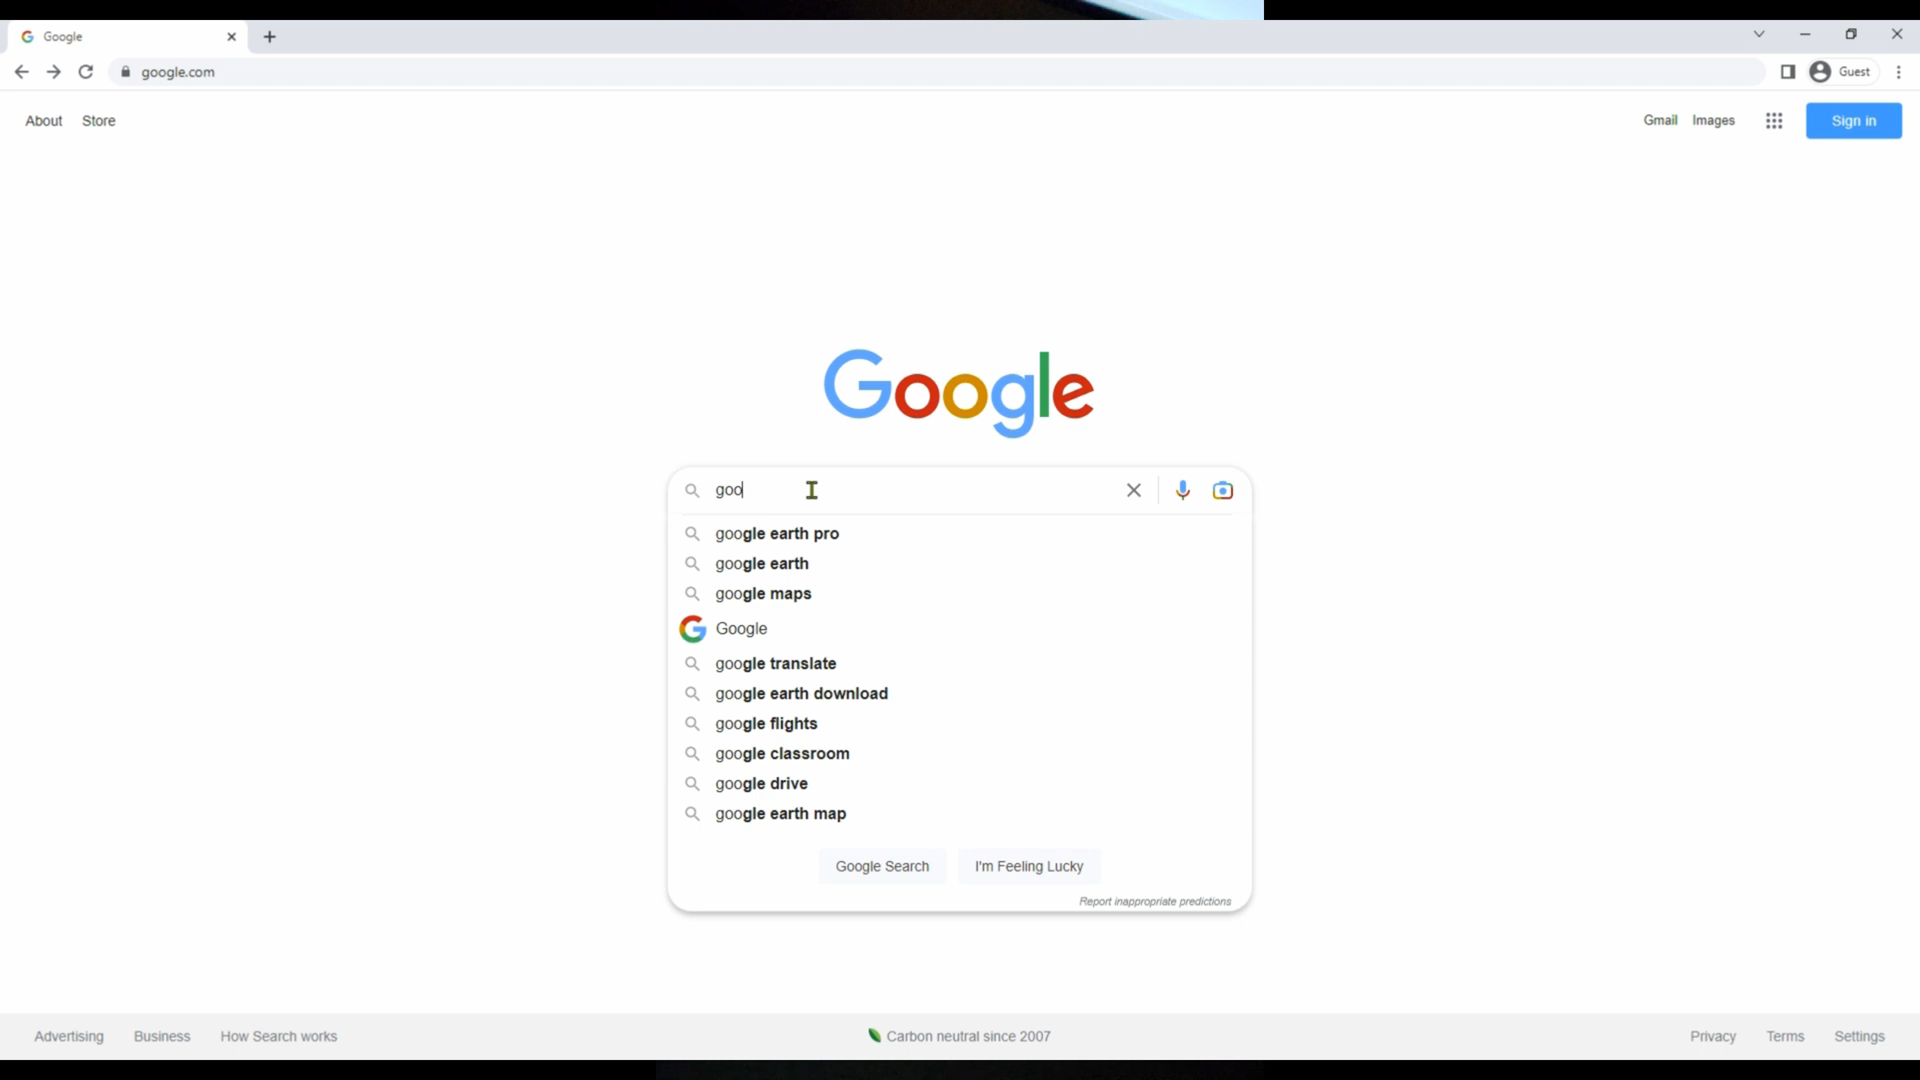 Google
google.com
Guest
About Store
Gmail Images
Sign in
Google
goo
google earth pro
google earth
google maps
Google
google translate
google earth download
google flights
google classroom
google drive
google earth map
Google Search
I'm Feeling Lucky
Report inappropriate predictions
Advertising Business How Search works
Carbon neutral since 2007
Privacy Terms Settings